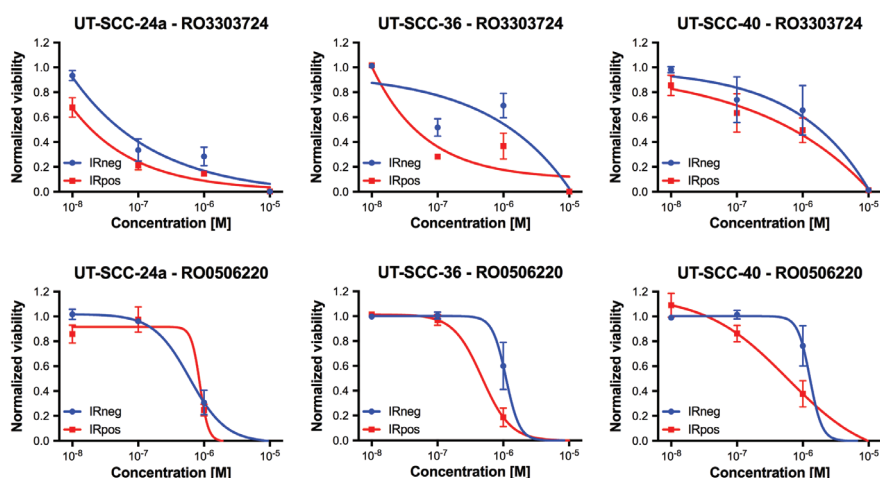 UT-SCC-24a - RO3303724
Normalized viability
1.2
1.0
0.8
0.6
0.4
0.2
0.0
IRneg
IRpos
10-8
10-7
10-6
10-5
Concentration [M]
UT-SCC-36 - RO3303724
Normalized viability
1.2
1.0
0.8
0.6
0.4
0.2
0.0
IRneg
IRpos
10-8
10-7
10-6
10-5
Concentration [M]
UT-SCC-40 - RO3303724
Normalized viability
1.2
1.0
0.8
0.6
0.4
0.2
0.0
IRneg
IRpos
10-8
10-7
10-6
10-5
Concentration [M]
UT-SCC-24a - RO0506220
Normalized viability
1.2
1.0
0.8
0.6
0.4
0.2
0.0
IRneg
IRpos
10-8
10-7
10-6
10-5
Concentration [M]
UT-SCC-36 - RO0506220
Normalized viability
1.2
1.0
0.8
0.6
0.4
0.2
0.0
IRneg
IRpos
10-8
10-7
10-6
10-5
Concentration [M]
UT-SCC-40 - RO0506220
Normalized viability
1.2
1.0
0.8
0.6
0.4
0.2
0.0
IRneg
IRpos
10-8
10-7
10-6
10-5
Concentration [M]